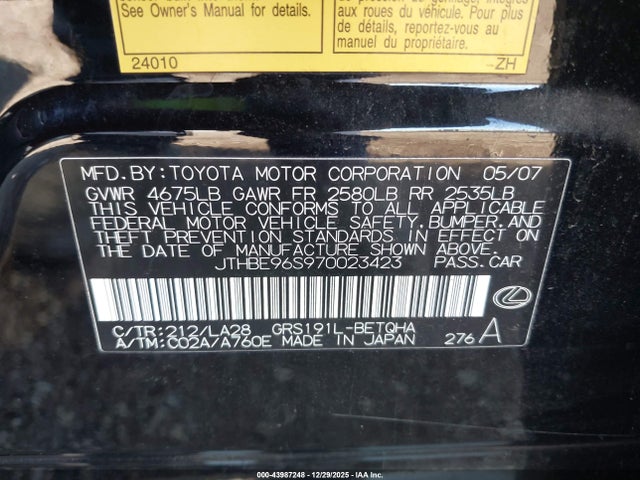 See Owner's Manual for details.
24010
aux roues du véhicule. Pour plus
de détails, reportez-vous au
manuel du propriétaire.
ZH
MFD.BY:TOYOTA MOTOR CORPORATION 05/07
GVWR 4675LB GAWR FR 2580LB RR 2535LB
THIS VEHICLE CONFORMS TO ALL APPLICABLE
FEDERAL MOTOR VEHICLE SAFETY,BUMPER,AND
THEFT PREVENTION STANDARDS IN EFFECT ON
THE DATE OF MANUFACTURE SHOWN ABOVE.
JTHBE96S970023423 PASS.CAR
C/TR:212/LA28 GRS191L-BETQHA
A/TM:C02A/A760E MADE IN JAPAN 276 A
000-43987248 - 12/29/2025 - IAA Inc.